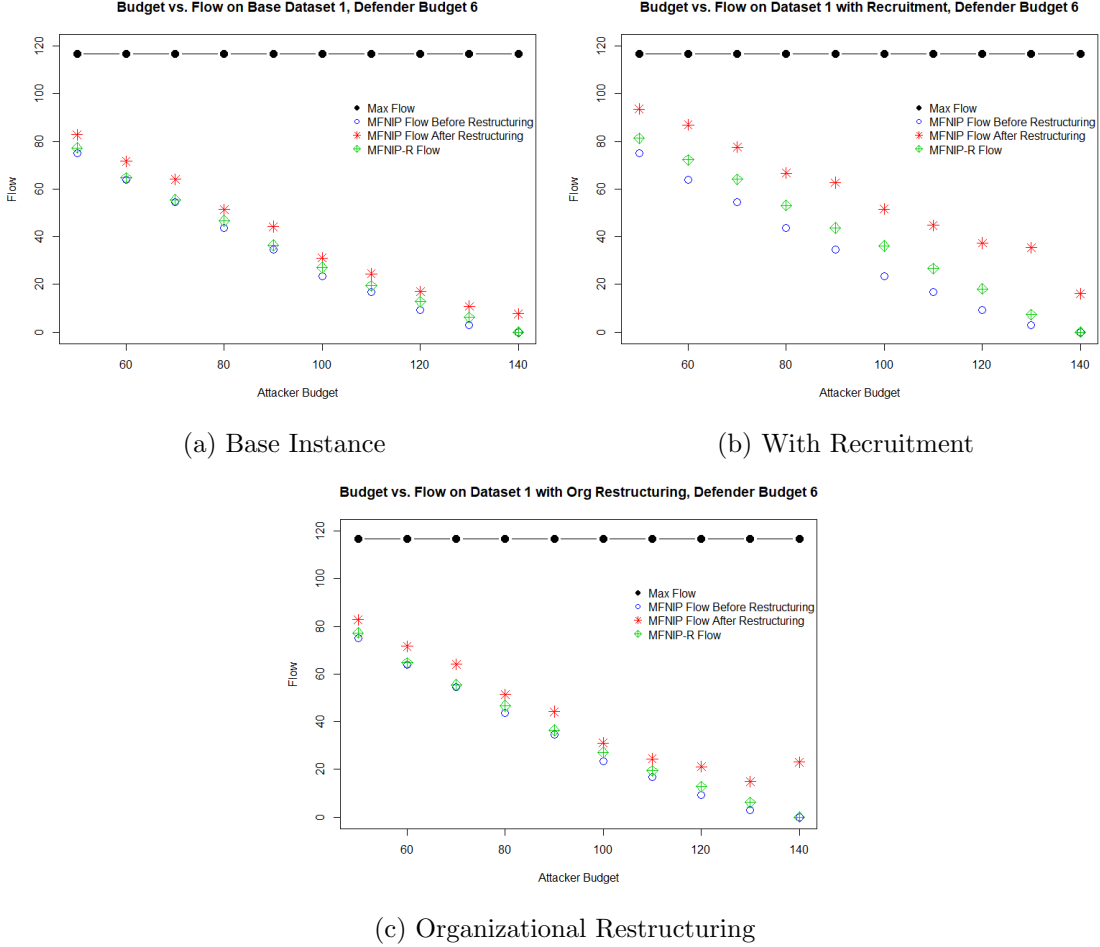 Budget vs. Flow on Base Dataset 1, Defender Budget 6
120
100
80
60
40
20
0
Flow
Max Flow
MFNIP Flow Before Restructuring
MFNIP Flow After Restructuring
MFNIP-R Flow
60 80 100 120 140
Attacker Budget
(a) Base Instance
Budget vs. Flow on Dataset 1 with Recruitment, Defender Budget 6
120
100
80
60
40
20
0
Flow
Max Flow
MFNIP Flow Before Restructuring
MFNIP Flow After Restructuring
MFNIP-R Flow
60 80 100 120 140
Attacker Budget
(b) With Recruitment
Budget vs. Flow on Dataset 1 with Org Restructuring, Defender Budget 6
120
100
80
60
40
20
0
Flow
Max Flow
MFNIP Flow Before Restructuring
MFNIP Flow After Restructuring
MFNIP-R Flow
60 80 100 120 140
Attacker Budget
(c) Organizational Restructuring